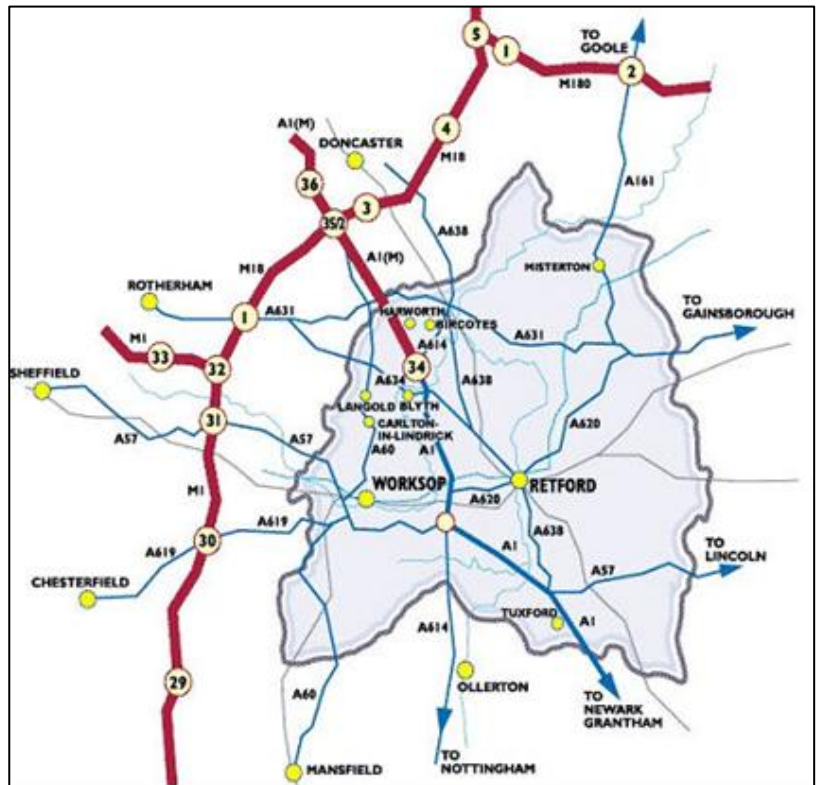 5
1
TO
GOOLE
2
M180
A1(M)
4
DONCASTER
M18
36
3
35/2
A161
A638
A1(M)
M18
MISTERTON
ROTHERHAM
TO
GAINSBOROUGH
1
A631
HARWORTH
BIRCOTES
A631
M1
33
32
A614
34
SHEFFIELD
A634
A638
LANGOLD
BLYTH
A620
31
CARLTON-
IN-LINDRICK
A57
A57
A60
A1
WORKSOP
RETFORD
M1
A620
A638
30
A619
A619
A1
TO
LINCOLN
CHESTERFIELD
A57
TUXFORD
A1
A614
29
OLLERTON
A60
TO
NEWARK
GRANTHAM
TO
NOTTINGHAM
MANSFIELD